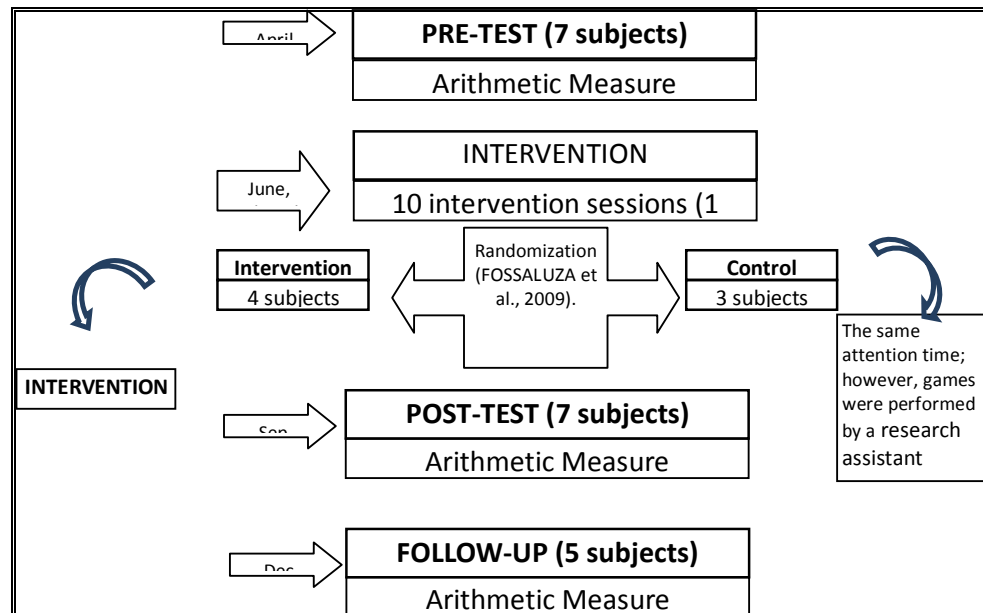 April
PRE-TEST (7 subjects)
Arithmetic Measure
INTERVENTION
June,
10 intervention sessions (1
Randomization
(FOSSALUZA et
al., 2009).
Intervention
4 subjects
Control
3 subjects
The same
attention time;
however, games
were performed
by a research
assistant
INTERVENTION
Sep
POST-TEST (7 subjects)
Arithmetic Measure
FOLLOW-UP (5 subjects)
Dec
Arithmetic Measure